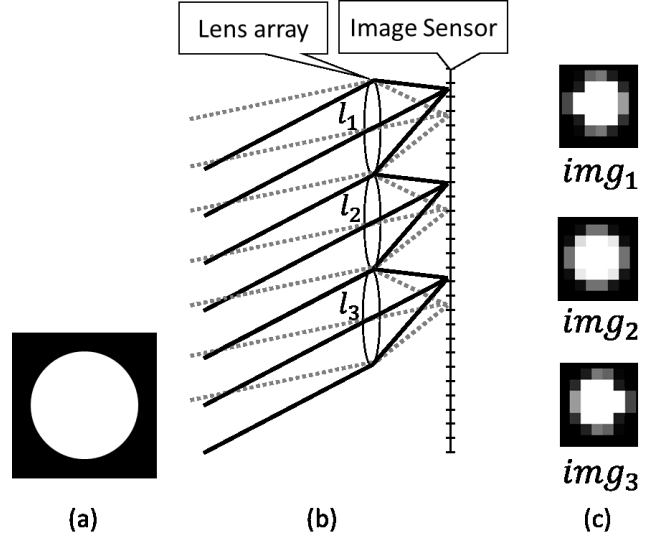 Lens array
Image Sensor
l₁
img₁
l₂
img₂
l₃
img₃
(a)
(b)
(c)